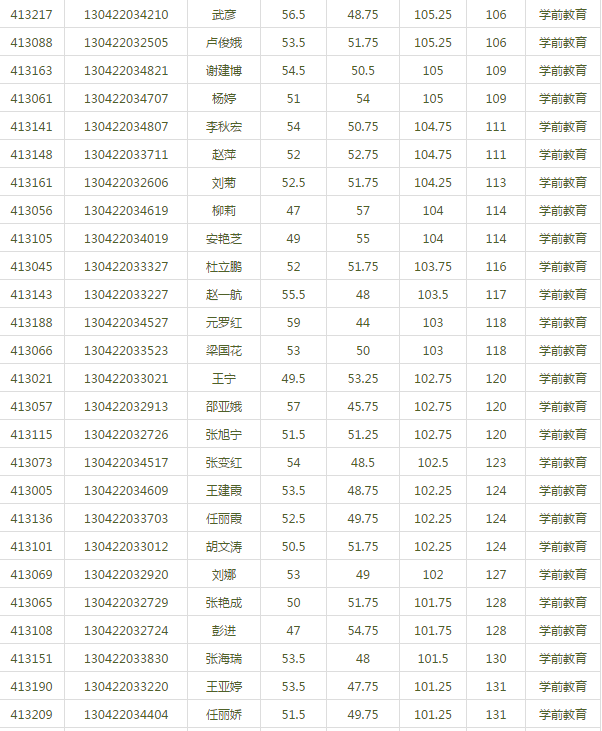 413217 130422034210 武彦 56.5 48.75 105.25 106 学前教育
413088 130422032505 卢俊娥 53.5 51.75 105.25 106 学前教育
413163 130422034821 谢建博 54.5 50.5 105 109 学前教育
413061 130422034707 杨婷 51 54 105 109 学前教育
413141 130422034807 李秋宏 54 50.75 104.75 111 学前教育
413148 130422033711 赵萍 52 52.75 104.75 111 学前教育
413161 130422032606 刘菊 52.5 51.75 104.25 113 学前教育
413056 130422034619 柳莉 47 57 104 114 学前教育
413105 130422034019 安艳芝 49 55 104 114 学前教育
413045 130422033327 杜立鹏 52 51.75 103.75 116 学前教育
413143 130422033227 赵一航 55.5 48 103.5 117 学前教育
413188 130422034527 元罗红 59 44 103 118 学前教育
413066 130422033523 梁国花 53 50 103 118 学前教育
413021 130422033021 王宁 49.5 53.25 102.75 120 学前教育
413057 130422032913 邵亚娥 57 45.75 102.75 120 学前教育
413115 130422032726 张旭宁 51.5 51.25 102.75 120 学前教育
413073 130422034517 张变红 54 48.5 102.5 123 学前教育
413005 130422034609 王建霞 53.5 48.75 102.25 124 学前教育
413136 130422033703 任丽霞 52.5 49.75 102.25 124 学前教育
413101 130422033012 胡文涛 50.5 51.75 102.25 124 学前教育
413069 130422032920 刘娜 53 49 102 127 学前教育
413065 130422032729 张艳成 50 51.75 101.75 128 学前教育
413108 130422032724 彭进 47 54.75 101.75 128 学前教育
413151 130422033830 张海瑞 53.5 48 101.5 130 学前教育
413190 130422033220 王亚婷 53.5 47.75 101.25 131 学前教育
413209 130422034404 任丽娇 51.5 49.75 101.25 131 学前教育